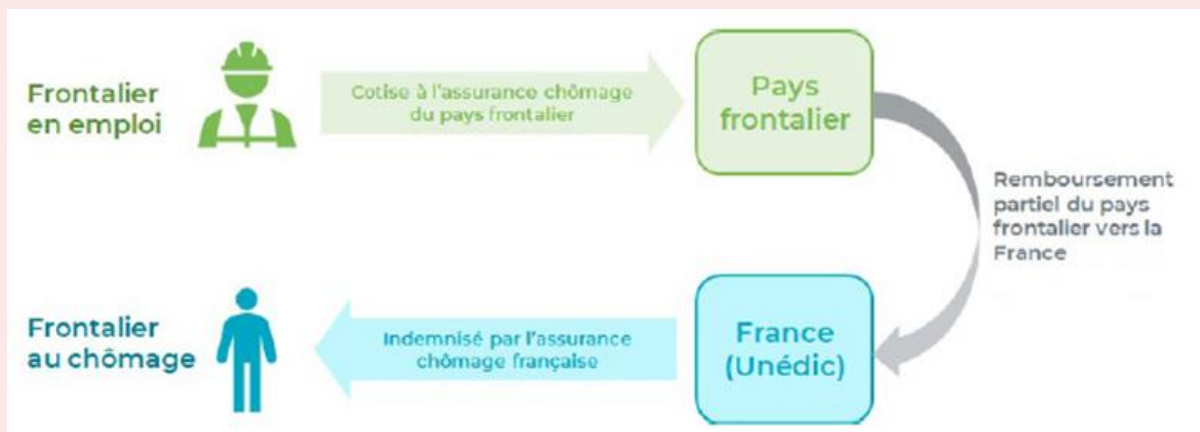 Frontalier
en emploi
Cotise à l'assurance chômage
du pays frontalier
Pays
frontalier
Remboursement
partiel du pays
frontalier vers la
France
Frontalier
au chômage
Indemnisé par l'assurance
chômage française
France
(Unédic)